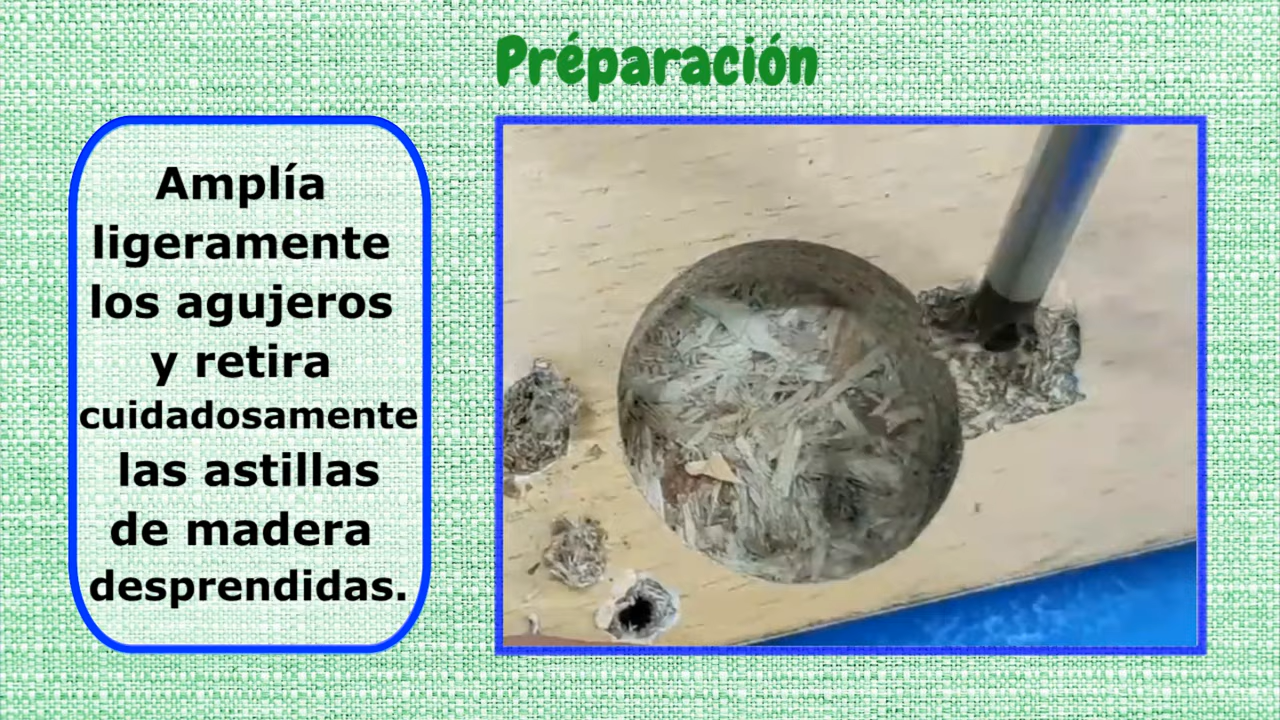 Préparación
Amplía
ligeramente
los agujeros
y retira
cuidadosamente
las astillas
de madera
desprendidas.